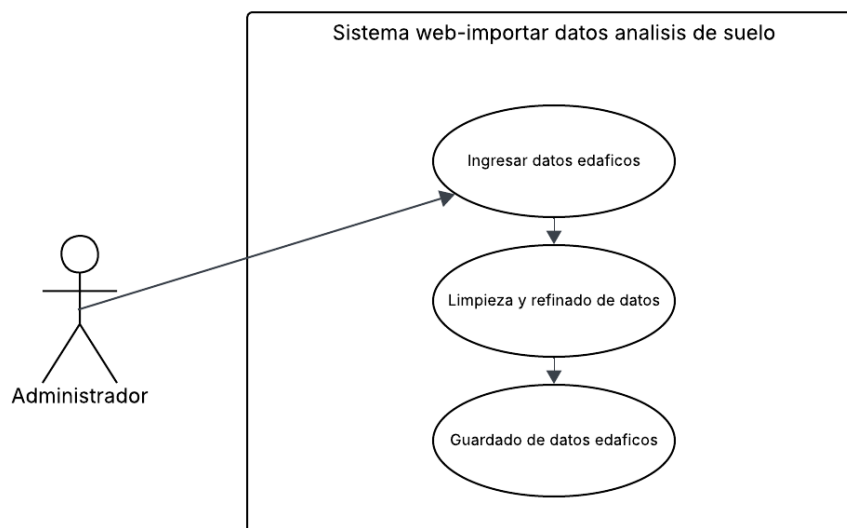 Sistema web-importar datos analisis de suelo
Ingresar datos edaficos
Limpieza y refinado de datos
Administrador
Guardado de datos edaficos